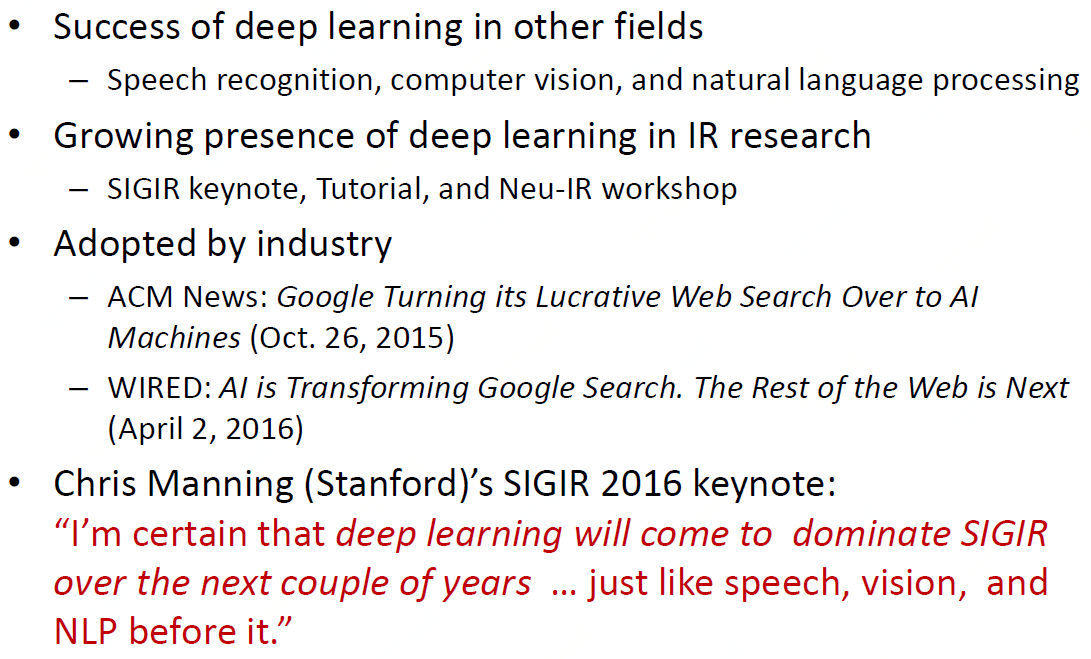 • Success of deep learning in other fields
– Speech recognition, computer vision, and natural language processing
• Growing presence of deep learning in IR research
– SIGIR keynote, Tutorial, and Neu-IR workshop
• Adopted by industry
– ACM News: Google Turning its Lucrative Web Search Over to AI
Machines (Oct. 26, 2015)
– WIRED: AI is Transforming Google Search. The Rest of the Web is Next
(April 2, 2016)
• Chris Manning (Stanford)’s SIGIR 2016 keynote:
“I’m certain that deep learning will come to  dominate SIGIR
over the next couple of years  … just like speech, vision,  and
NLP before it.”